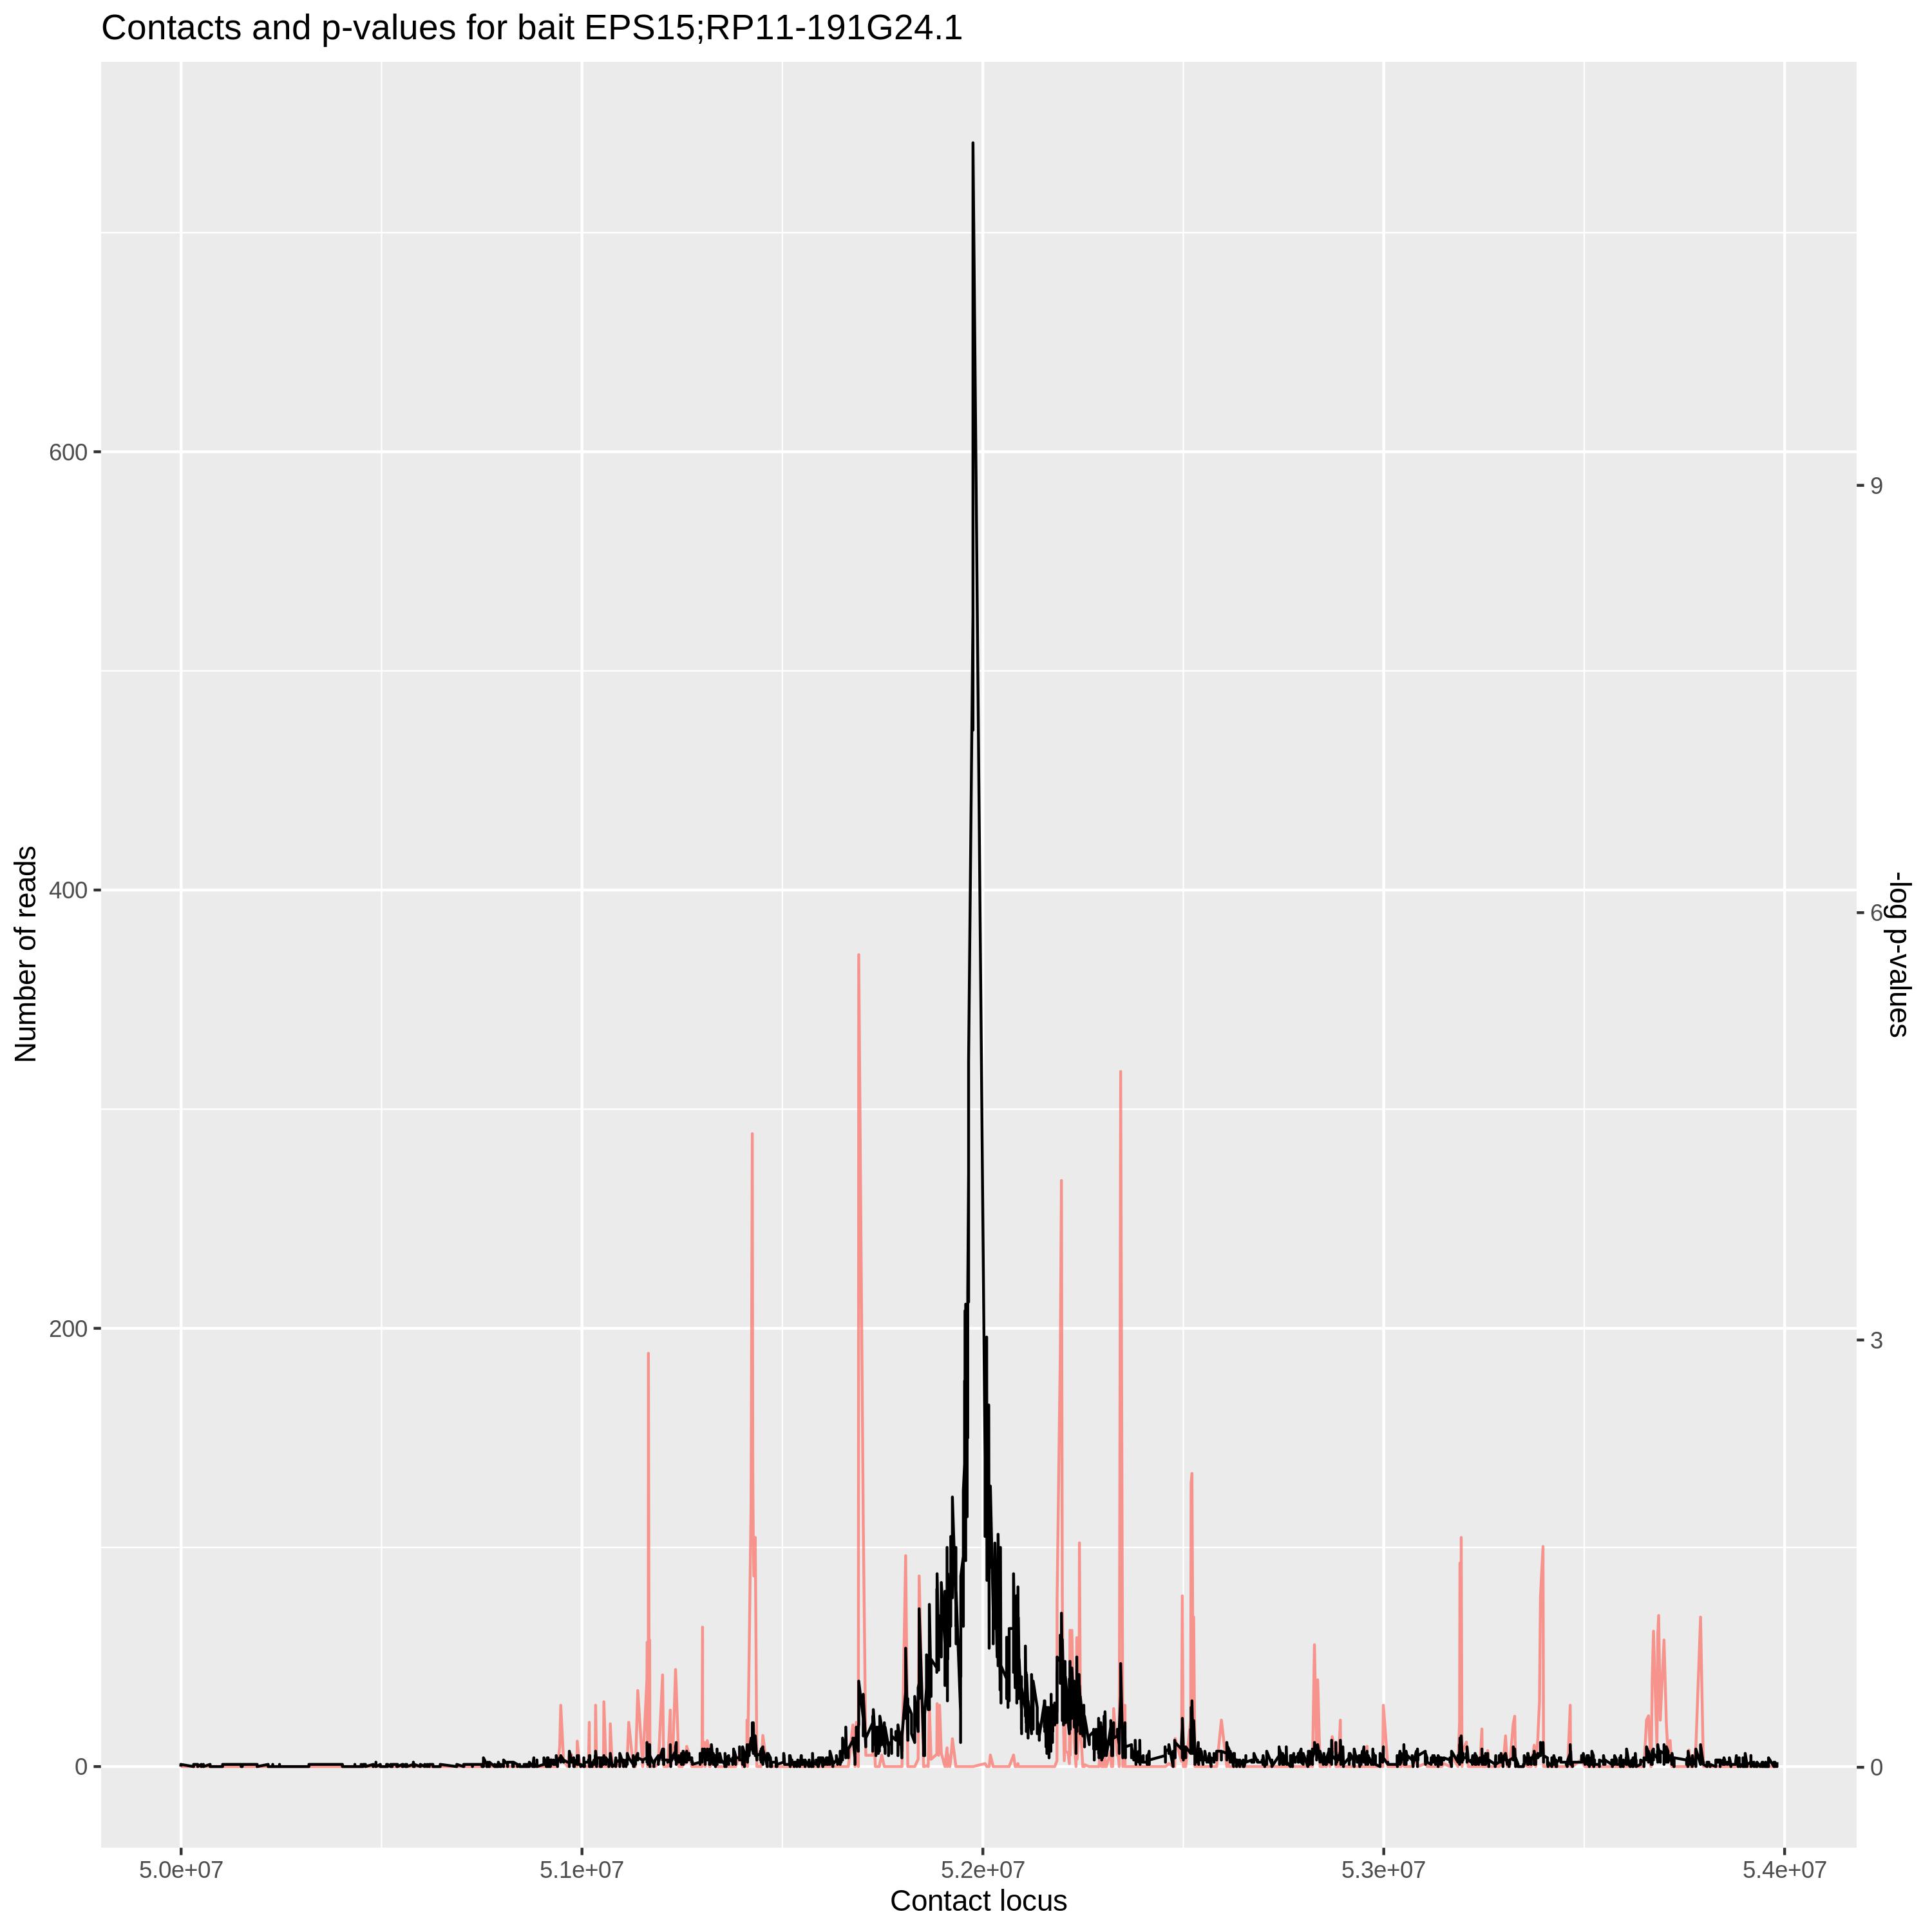 Contacts and p-values for bait EPS15;RP11-191G24.1
Number of reads
600
400
200
0
9
6
3
0
-log p-values
5.0e+07 5.1e+07 5.2e+07 5.3e+07 5.4e+07
Contact locus